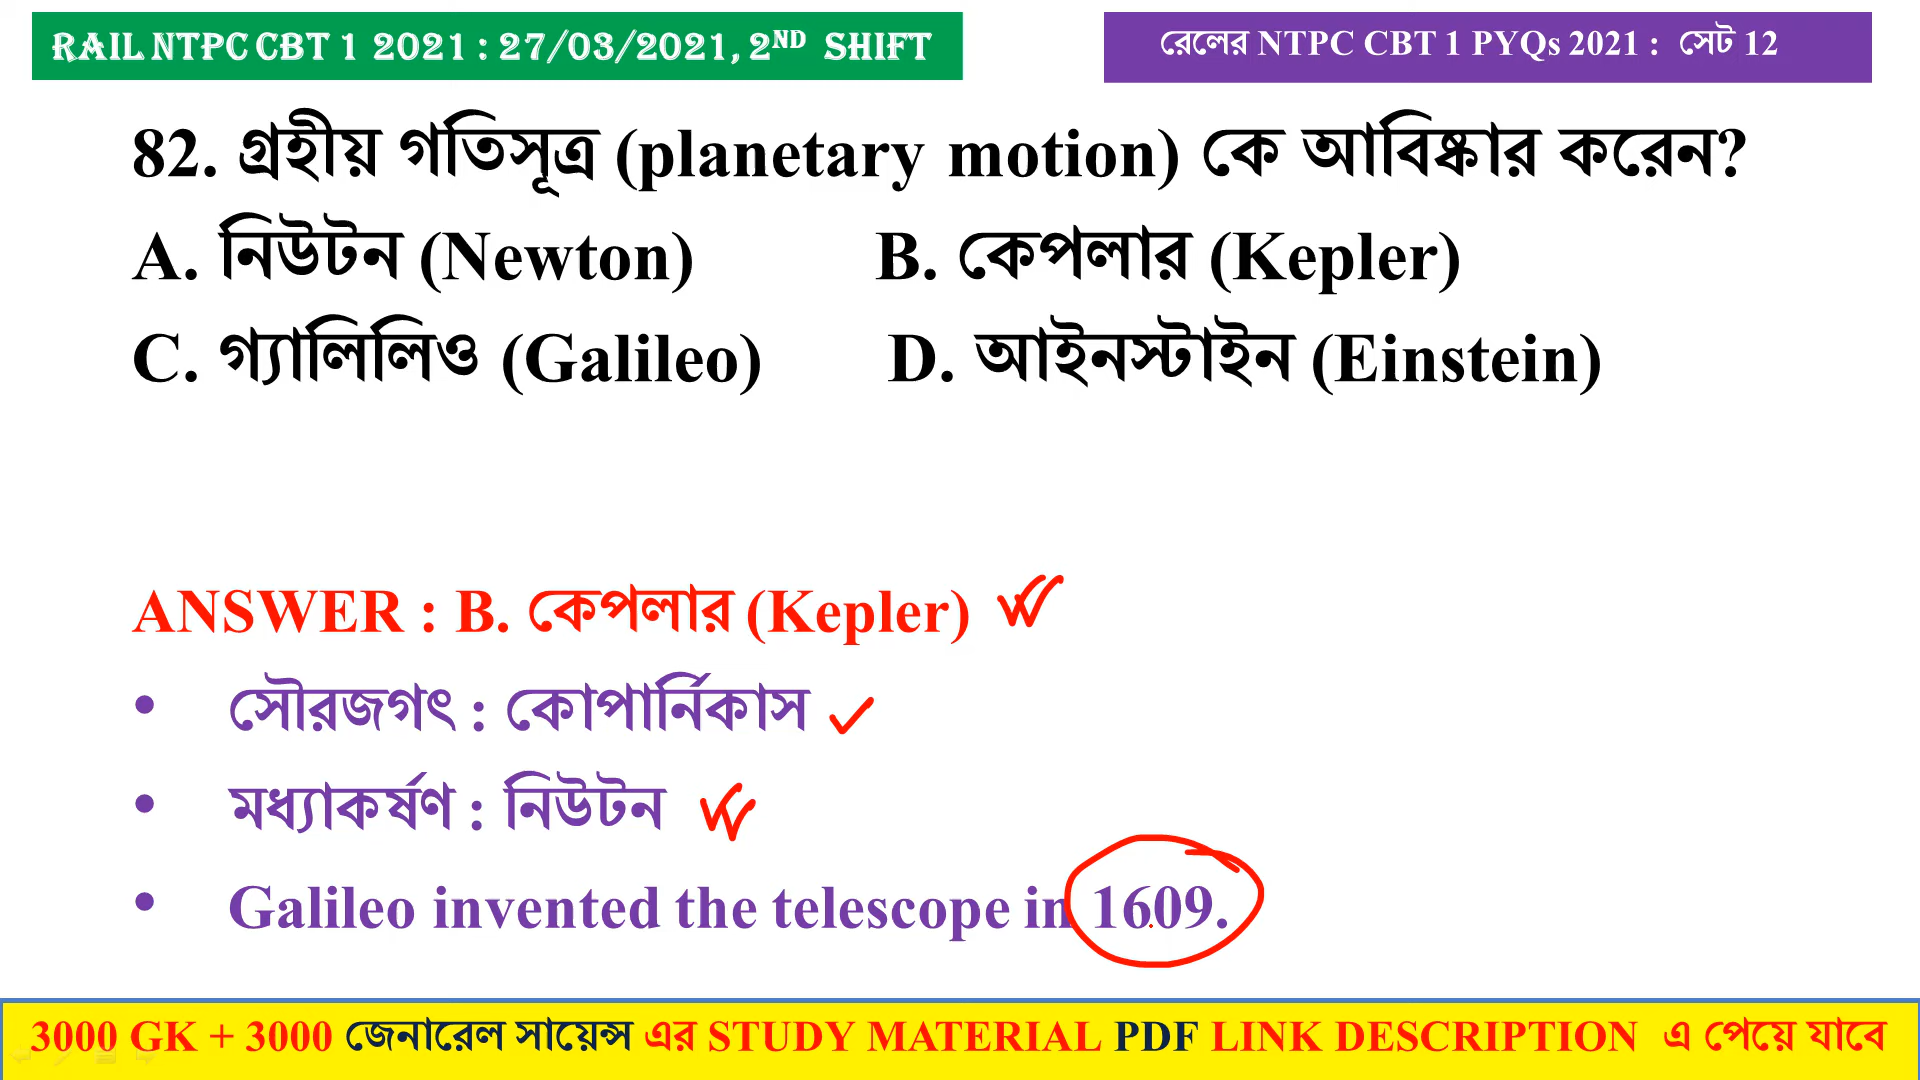 RAIL NTPC CBT 1 2021 : 27/03/2021, 2ND SHIFT
রেলের NTPC CBT 1 PYQs 2021 : সেট 12
82. গ্রহীয় গতিসূত্র (planetary motion) কে আবিষ্কার করেন?
A. নিউটন (Newton) B. কেপলার (Kepler)
C. গ্যালিলিও (Galileo) D. আইনস্টাইন (Einstein)
ANSWER : B. কেপলার (Kepler)
• সৌরজগৎ : কোপার্নিকাস
• মধ্যাকর্ষণ : নিউটন
• Galileo invented the telescope in 1609.
3000 GK + 3000 জেনারেল সায়েন্স এর STUDY MATERIAL PDF LINK DESCRIPTION এ পেয়ে যাবে